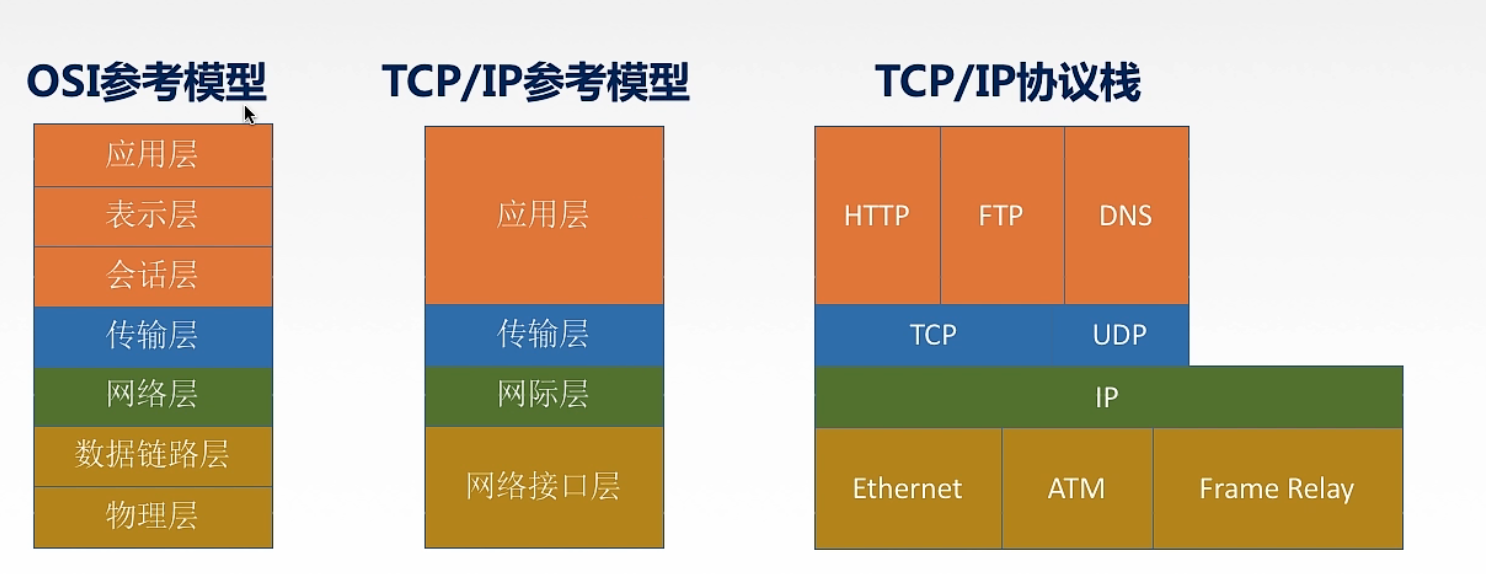 OSI参考模型
应用层
表示层
会话层
传输层
网络层
数据链路层
物理层
TCP/IP参考模型
应用层
传输层
网际层
网络接口层
TCP/IP协议栈
HTTP FTP DNS
TCP UDP
IP
Ethernet ATM Frame Relay